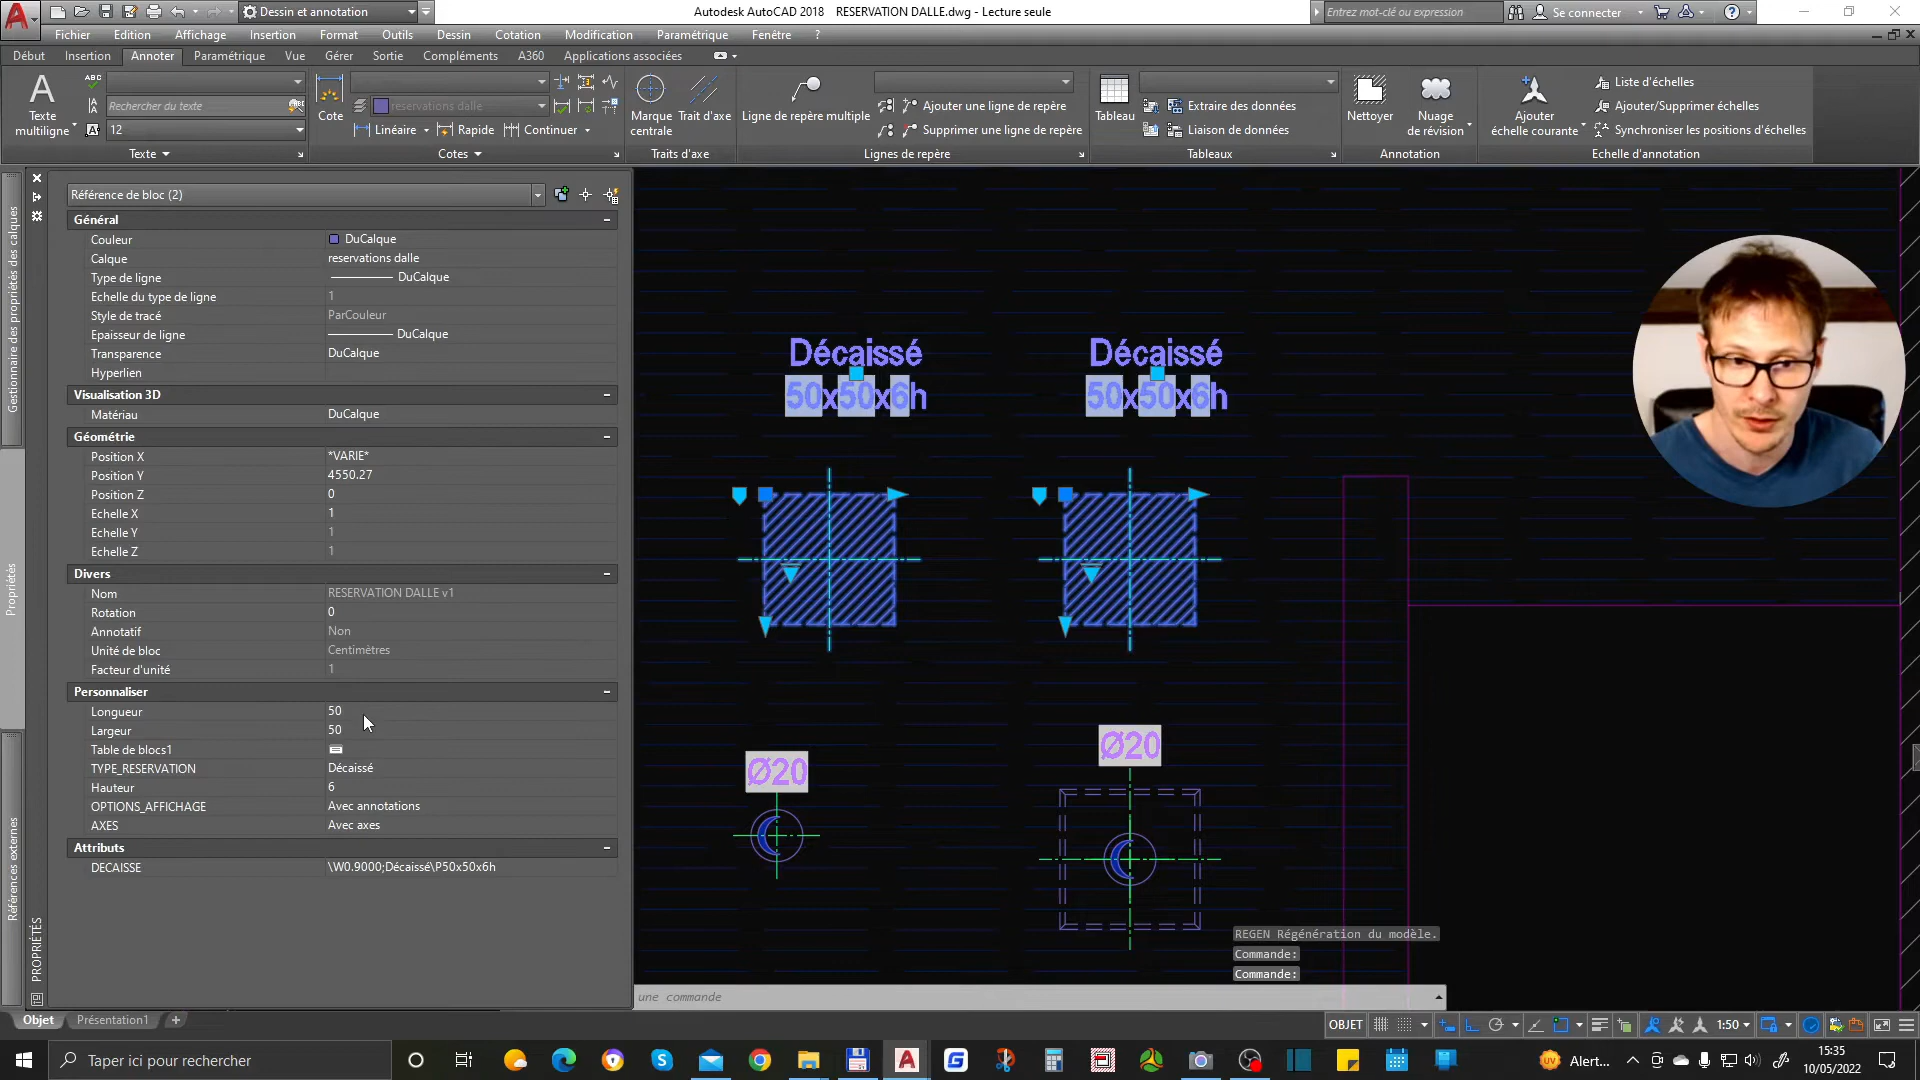 Dessin et annotation
Autodesk AutoCAD 2018 RESERVATION DALLE.dwg - Lecture seule
Entrez mot-clé ou expression
Se connecter
Fichier Edition Affichage Insertion Format Outils Dessin Cotation Modification Paramétrique Fenêtre ?
Début Insertion Annoter Paramétrique Vue Gérer Sortie Compléments A360 Applications associées
Texte
multiligne
ABC
Rechercher du texte
12
Texte
Cote
reservations dalle
Linéaire Rapide Continuer
Cotes
Marque
centrale
Trait d'axe
Traits d'axe
Ligne de repère multiple
Ajouter une ligne de repère
Supprimer une ligne de repère
Lignes de repère
Tableau
Extraire des données
Liaison de données
Tableaux
Nettoyer
Nuage
de révision
Annotation
Ajouter
échelle courante
Liste d'échelles
Ajouter/Supprimer échelles
Synchroniser les positions d'échelles
Echelle d'annotation
Gestionnaire des propriétés des calques
Propriétés
Références externes
PROPRIÉTÉS
Référence de bloc (2)
Général
Couleur DuCalque
Calque reservations dalle
Type de ligne DuCalque
Echelle du type de ligne 1
Style de tracé ParCouleur
Epaisseur de ligne DuCalque
Transparence DuCalque
Hyperlien
Visualisation 3D
Matériau DuCalque
Géométrie
Position X *VARIE*
Position Y 4550.27
Position Z 0
Echelle X 1
Echelle Y 1
Echelle Z 1
Divers
Nom RESERVATION DALLE v1
Rotation 0
Annotatif Non
Unité de bloc Centimètres
Facteur d'unité 1
Personnaliser
Longueur 50
Largeur 50
Table de blocs1
TYPE_RESERVATION Décaissé
Hauteur 6
OPTIONS_AFFICHAGE Avec annotations
AXES Avec axes
Attributs
DECAISSE \W0.9000;Décaissé\P50x50x6h
Décaissé
50x50x6h
Décaissé
50x50x6h
Ø20
Ø20
REGEN Régénération du modèle.
Commande:
Commande:
une commande
Objet Présentation1 +
OBJET
1:50
Taper ici pour rechercher
UV
Alert...
15:35
10/05/2022